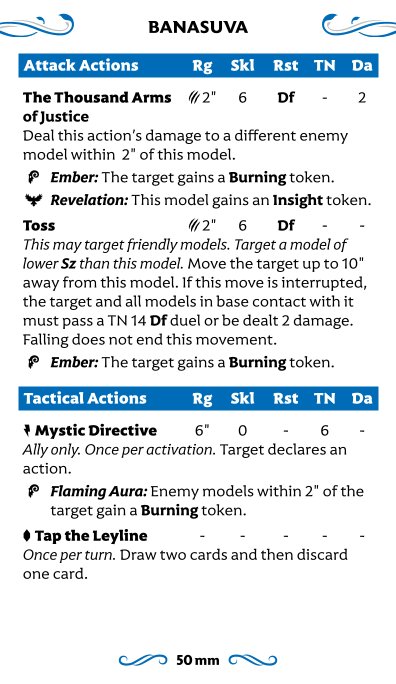 BANASUVA
Attack Actions Rg Skl Rst TN Da
The Thousand Arms 2" 6 Df - 2
of Justice
Deal this action's damage to a different enemy
model within 2" of this model.
Ember: The target gains a Burning token.
Revelation: This model gains an Insight token.
Toss 2" 6 Df - -
This may target friendly models. Target a model of
lower Sz than this model. Move the target up to 10"
away from this model. If this move is interrupted,
the target and all models in base contact with it
must pass a TN 14 Df duel or be dealt 2 damage.
Falling does not end this movement.
Ember: The target gains a Burning token.
Tactical Actions Rg Skl Rst TN Da
Mystic Directive 6" 0 - 6 -
Ally only. Once per activation. Target declares an
action.
Flaming Aura: Enemy models within 2" of the
target gain a Burning token.
Tap the Leyline - - - - -
Once per turn. Draw two cards and then discard
one card.
50 mm